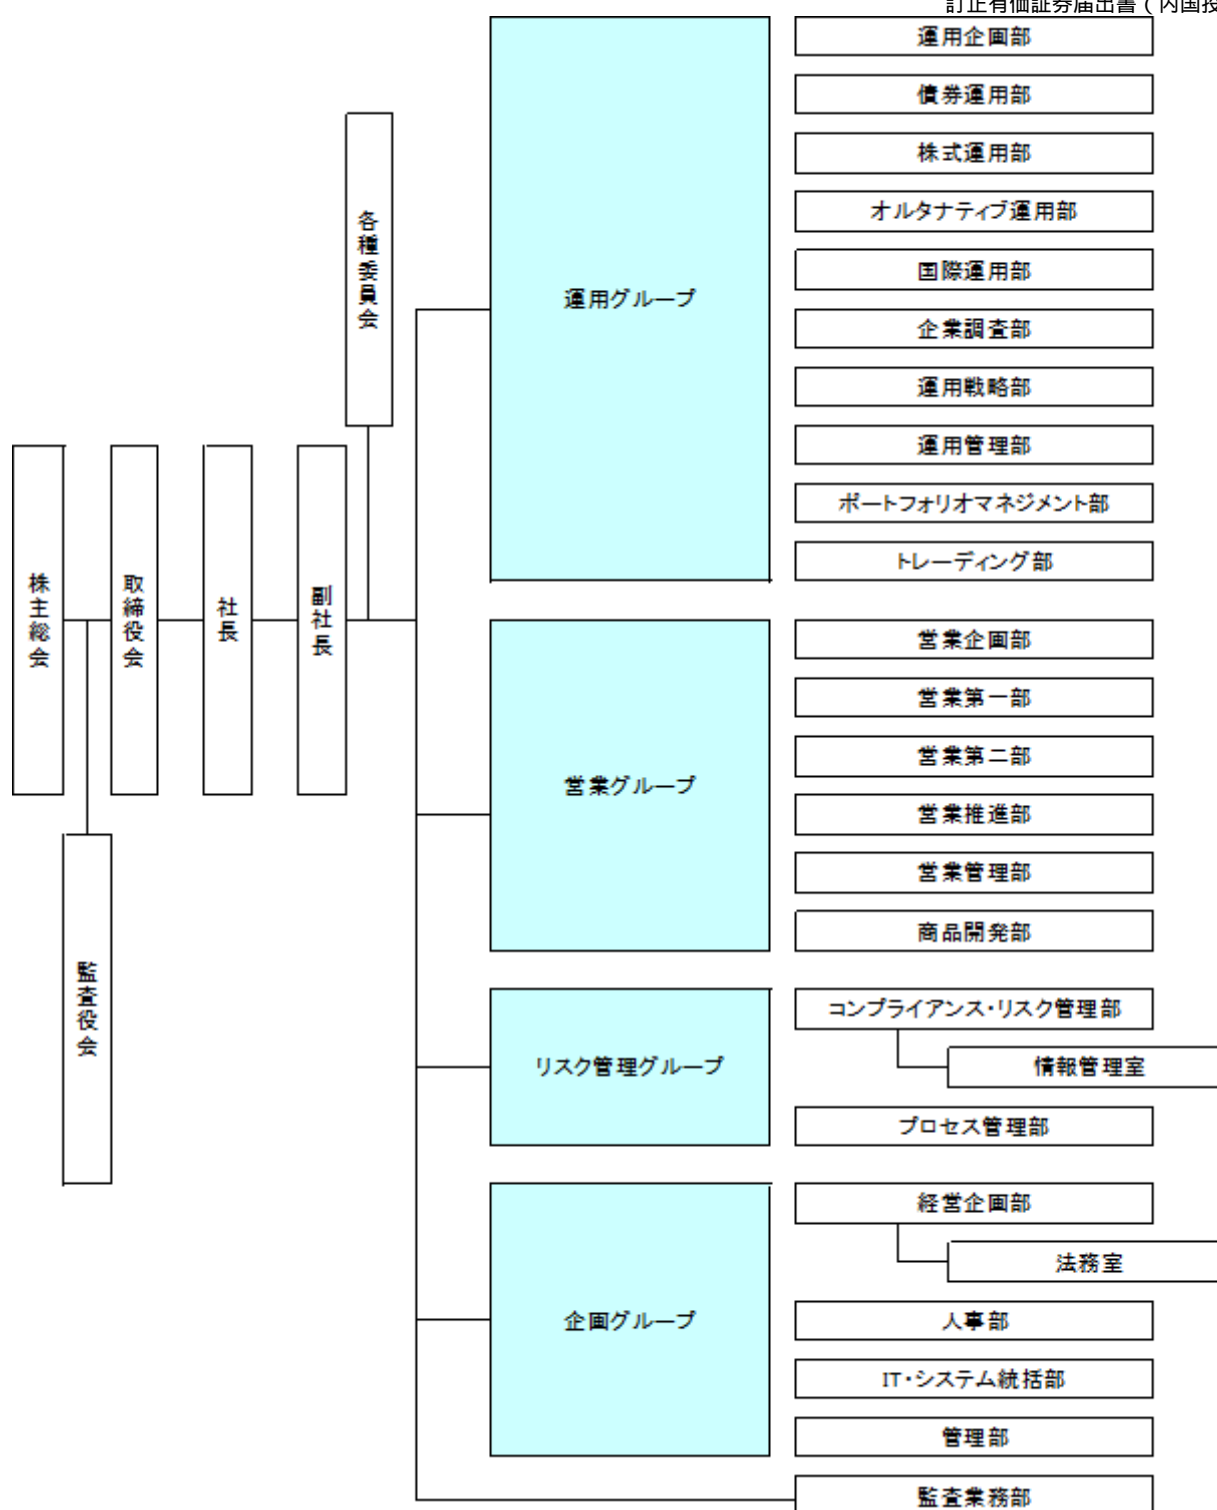 訂正有価証券届出書（内国投
株主総会
取締役会
監査役会
社長
副社長
各種委員会
運用グループ
運用企画部
債券運用部
株式運用部
オルタナティブ運用部
国際運用部
企業調査部
運用戦略部
運用管理部
ポートフォリオマネジメント部
トレーディング部
営業グループ
営業企画部
営業第一部
営業第二部
営業推進部
営業管理部
商品開発部
リスク管理グループ
コンプライアンス・リスク管理部
情報管理室
プロセス管理部
企画グループ
経営企画部
法務室
人事部
IT・システム統括部
管理部
監査業務部